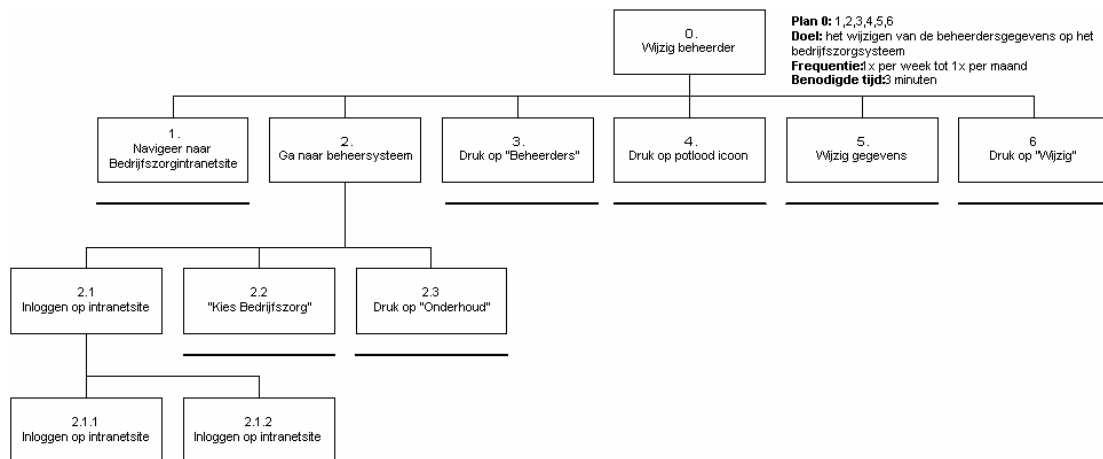 0.
Wijzig beheerder
Plan 0: 1,2,3,4,5,6
Doel: het wijzigen van de beheerdersgegevens op het
bedrijfszorgsysteem
Frequentie:1x per week tot 1x per maand
Benodigde tijd:3 minuten
1.
Navigeer naar
Bedrijfszorgintranetsite
2.
Ga naar beheersysteem
3.
Druk op "Beheerders"
4.
Druk op potlood icoon
5.
Wijzig gegevens
6
Druk op "Wijzig"
2.1
Inloggen op intranetsite
2.2
"Kies Bedrijfszorg"
2.3
Druk op "Onderhoud"
2.1.1
Inloggen op intranetsite
2.1.2
Inloggen op intranetsite